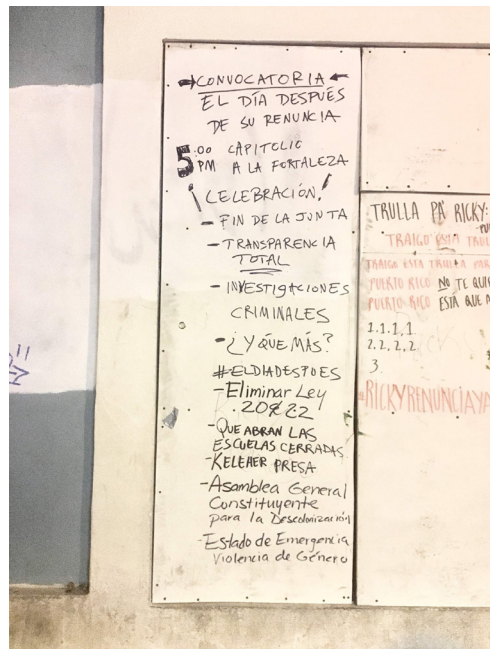 →CONVOCATORIA←
EL DÍA DESPUÉS
DE SU RENUNCIA
5:00 PM CAPITOLIO
A LA FORTALEZA
¡CELEBRACIÓN!
- FIN DE LA JUNTA
- TRANSPARENCIA
TOTAL
- INVESTIGACIONES
CRIMINALES
- ¿Y QUÉ MÁS?
#ELDIADESPUES
- Eliminar Ley
20 & 22
- QUE ABRAN LAS
ESCUELAS CERRADAS
- KELEHER PRESA
- Asamblea General
Constituyente
para la Descolonización
- Estado de Emergencia
Violencia de Género
TRULLA PA' RICKY:
TRAIGO ESTA
TRAIGO ESTA TRULLA
PUERTO RICO NO TE
PUERTO RICO ESTÁ QUE
1.1.1.1
2.2.2.2
3
#RICKYRENUNCIAYA